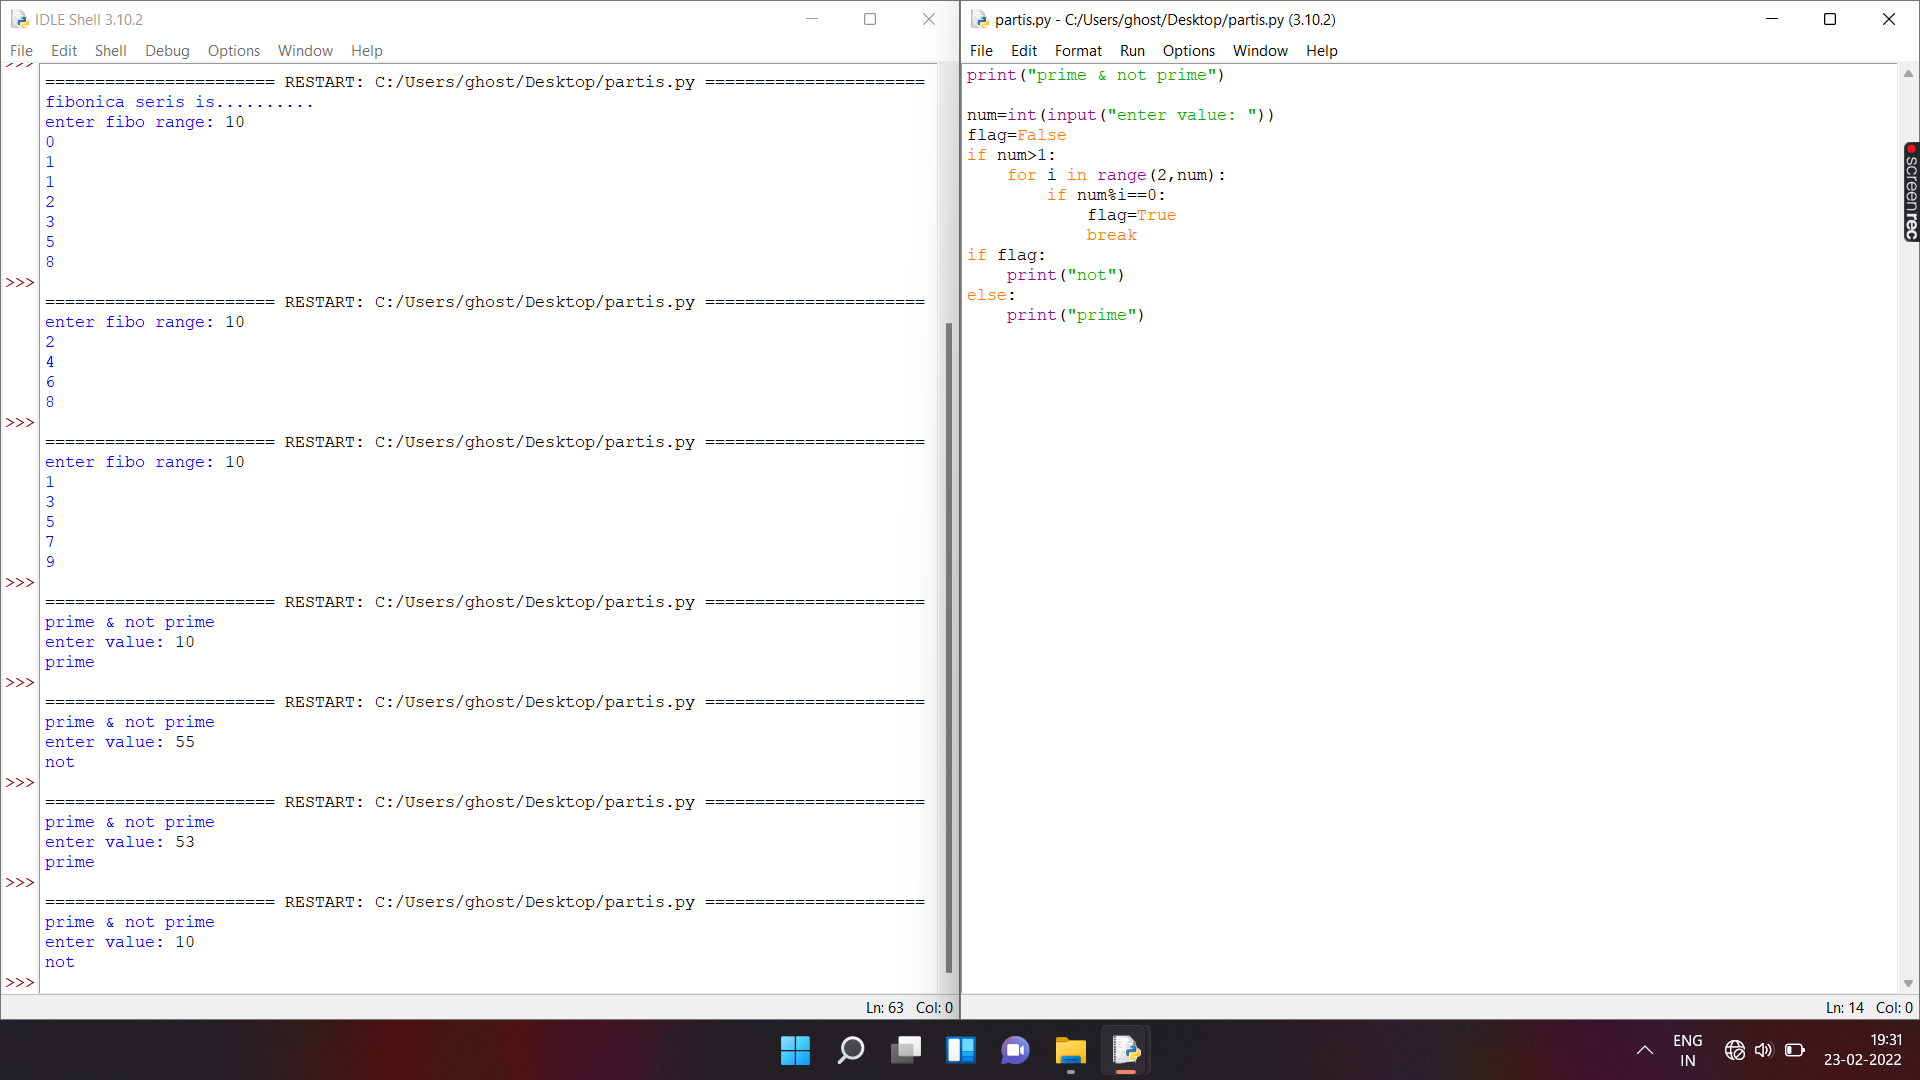 IDLE Shell 3.10.2
File Edit Shell Debug Options Window Help
>>>
======================= RESTART: C:/Users/ghost/Desktop/partis.py ======================
fibonica seris is..........
enter fibo range: 10
0
1
1
2
3
5
8
>>>
======================= RESTART: C:/Users/ghost/Desktop/partis.py ======================
enter fibo range: 10
2
4
6
8
>>>
======================= RESTART: C:/Users/ghost/Desktop/partis.py ======================
enter fibo range: 10
1
3
5
7
9
>>>
======================= RESTART: C:/Users/ghost/Desktop/partis.py ======================
prime & not prime
enter value: 10
prime
>>>
======================= RESTART: C:/Users/ghost/Desktop/partis.py ======================
prime & not prime
enter value: 55
not
>>>
======================= RESTART: C:/Users/ghost/Desktop/partis.py ======================
prime & not prime
enter value: 53
prime
>>>
======================= RESTART: C:/Users/ghost/Desktop/partis.py ======================
prime & not prime
enter value: 10
not
>>>
Ln: 63 Col: 0
partis.py - C:/Users/ghost/Desktop/partis.py (3.10.2)
File Edit Format Run Options Window Help
print("prime & not prime")
num=int(input("enter value: "))
flag=False
if num>1:
    for i in range(2,num):
        if num%i==0:
            flag=True
            break
if flag:
    print("not")
else:
    print("prime")
Ln: 14 Col: 0
screenrec
ENG
IN
19:31
23-02-2022